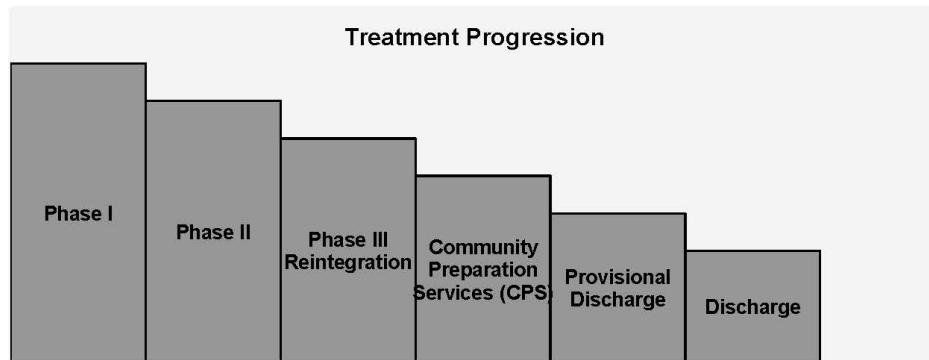 Treatment Progression
Phase I
Phase II
Phase III
Reintegration
Community
Preparation
Services (CPS)
Provisional
Discharge
Discharge